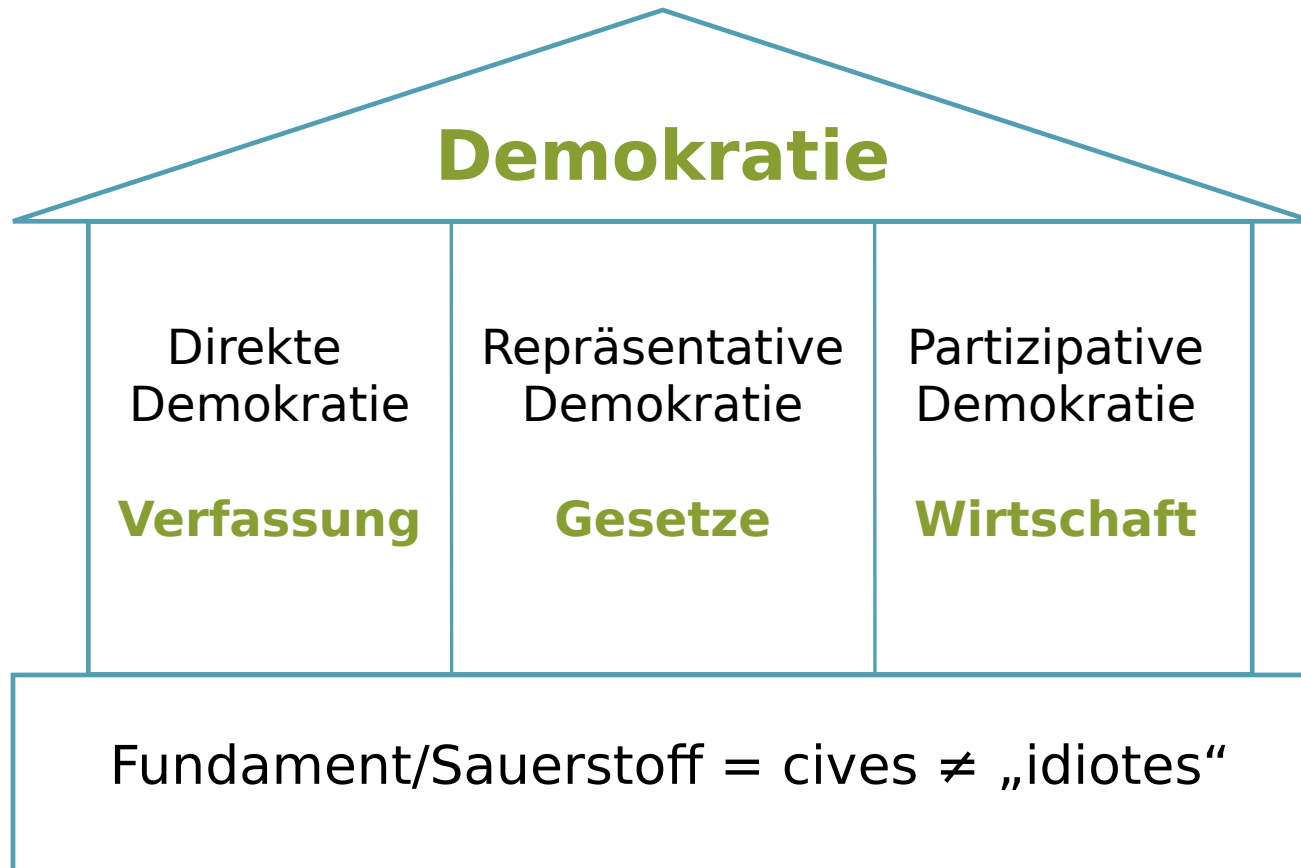 Demokratie
Direkte
Demokratie
Verfassung
Repräsentative
Demokratie
Gesetze
Partizipative
Demokratie
Wirtschaft
Fundament/Sauerstoff = cives ≠ „idiotes“